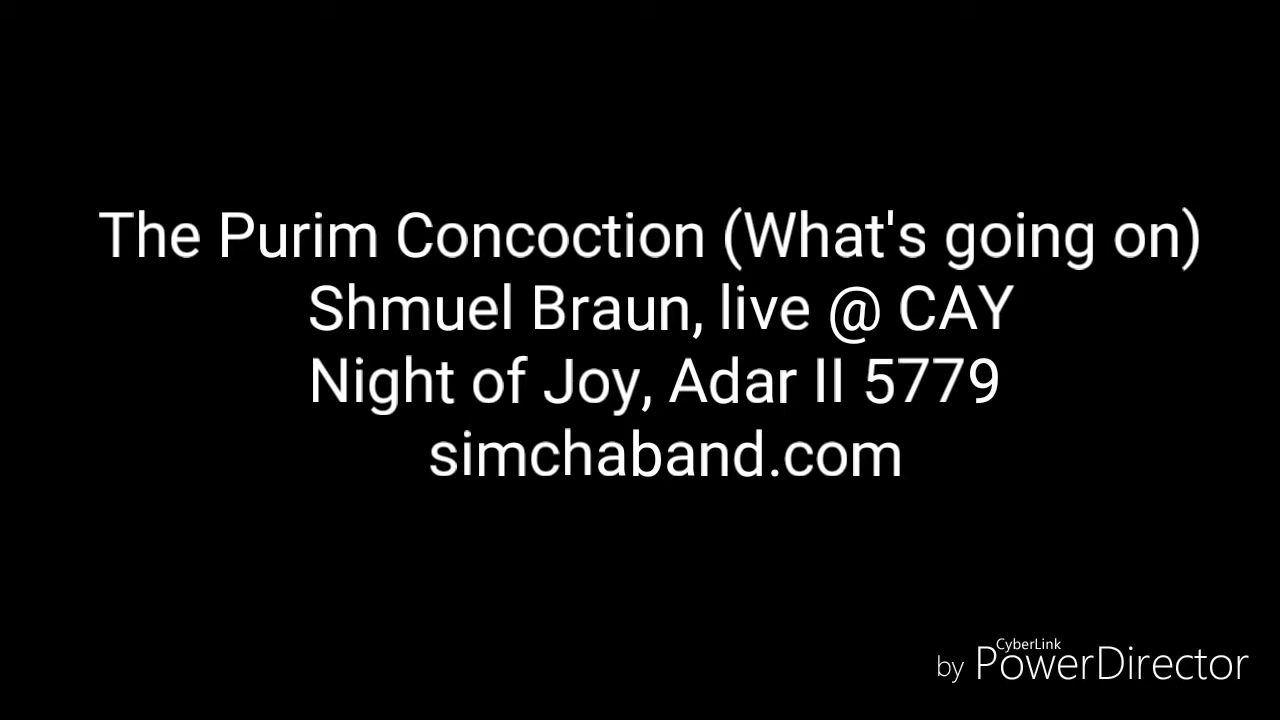 The Purim Concoction (What's going on)
Shmuel Braun, live @ CAY
Night of Joy, Adar II 5779
simchaband.com
CyberLink
by PowerDirector